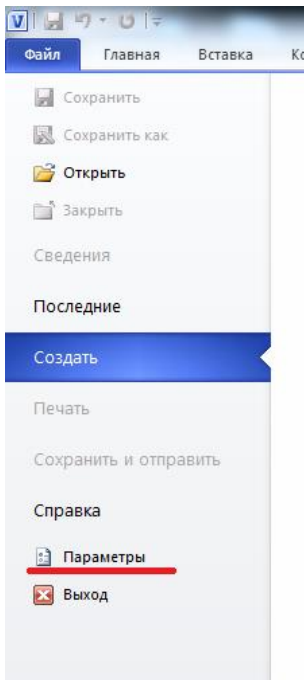 V
Файл Главная Вставка
Сохранить
Сохранить как
Открыть
Закрыть
Сведения
Последние
Создать
Печать
Сохранить и отправить
Справка
Параметры
Выход